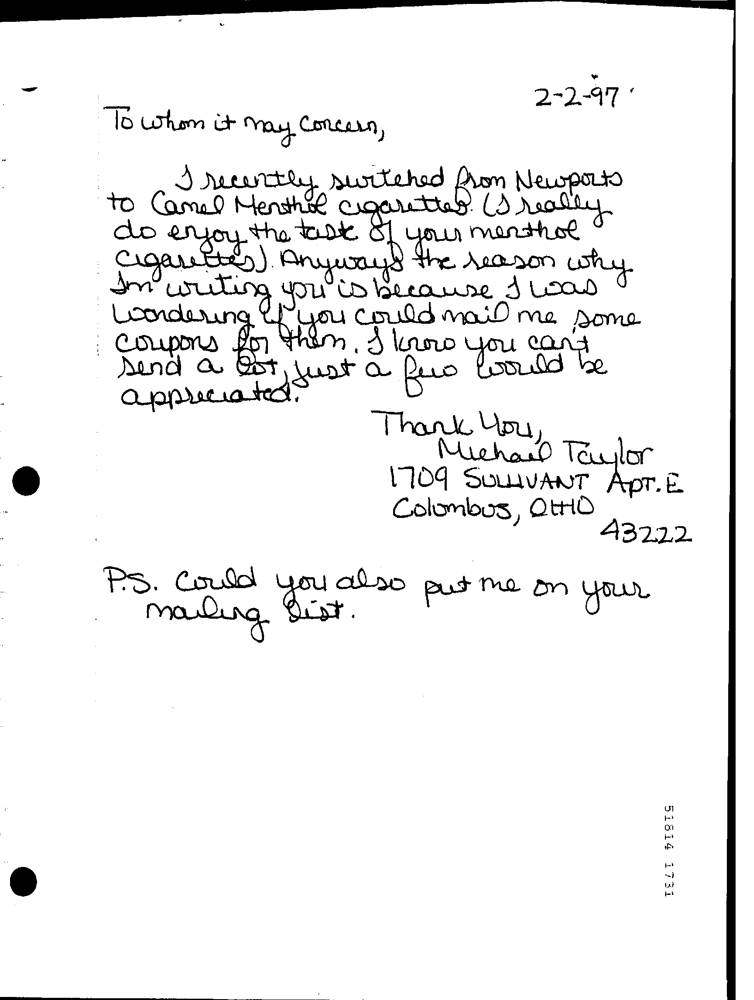 2-2-97
To whom it may concern,
I recently switched from Newports
to Camel Menthol cigarettes. (I really
do enjoy the taste of your menthol
cigarettes). Anyways the reason why
Im writing you is because I was
wondering if you could mail me some
coupons for them. I know you can't
send a lot, just a few would be
appreciated.
Thank You,
Michael Taylor
1709 SULLIVANT APT. E
Columbus, OHIO
43222
P.S. Could you also put me on your
mailing list.
51814 1731